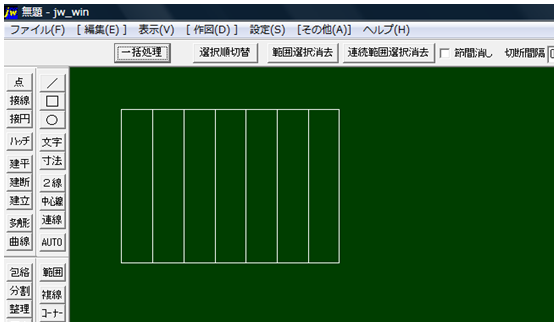 jw 無題 - jw_win
ファイル(F) [ 編集(E) ] 表示(V) [ 作図(D) ] 設定(S) [その他(A)] ヘルプ(H)
一括処理 選択順切替 範囲選択消去 連続範囲選択消去 節間消し 切断間隔
点 ／
接線 □
接円 ○
ハッチ 文字
建平 寸法
建断 2線
建立 中心線
多角形 連線
曲線 AUTO
包絡 範囲
分割 複線
整理 コーナー